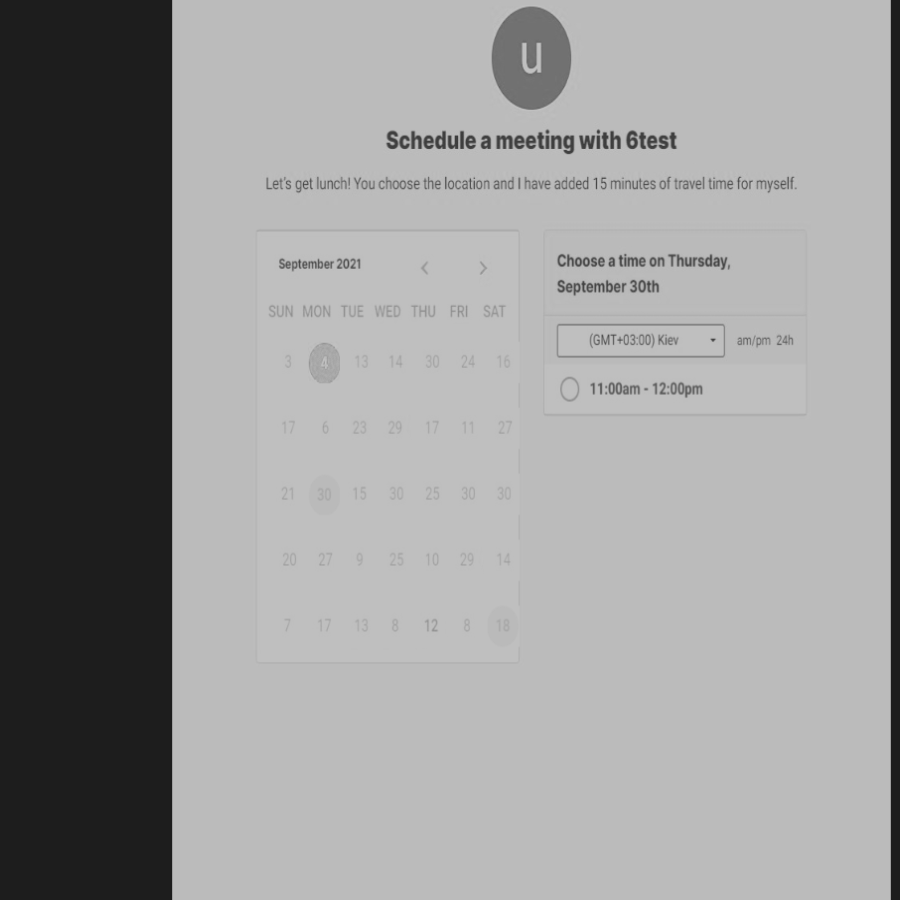 u
Schedule a meeting with 6test
Let's get lunch! You choose the location and I have added 15 minutes of travel time for myself.
September 2021
SUN MON TUE WED THU FRI SAT
3 4 13 14 30 24 16
17 6 23 29 17 11 27
21 30 15 30 25 30 30
20 27 9 25 10 29 14
7 17 13 8 12 8 18
Choose a time on Thursday,
September 30th
(GMT+03:00) Kiev am/pm 24h
11:00am - 12:00pm